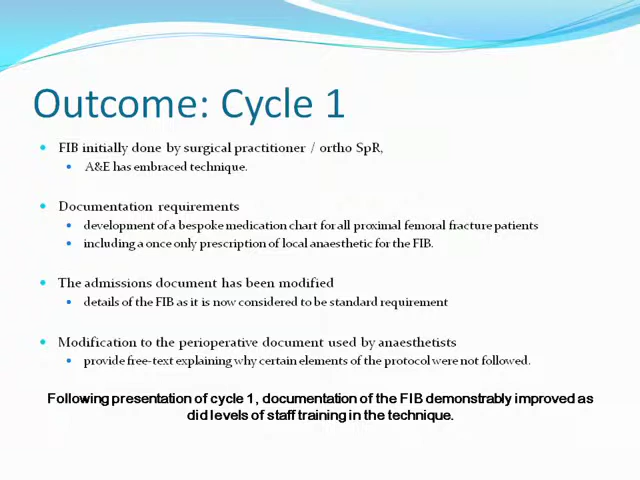 Outcome: Cycle 1
FIB initially done by surgical practitioner / ortho SpR,
A&E has embraced technique.
Documentation requirements
development of a bespoke medication chart for all proximal femoral fracture patients
including a once only prescription of local anaesthetic for the FIB.
The admissions document has been modified
details of the FIB as it is now considered to be standard requirement
Modification to the perioperative document used by anaesthetists
provide free-text explaining why certain elements of the protocol were not followed.
Following presentation of cycle 1, documentation of the FIB demonstrably improved as
did levels of staff training in the technique.